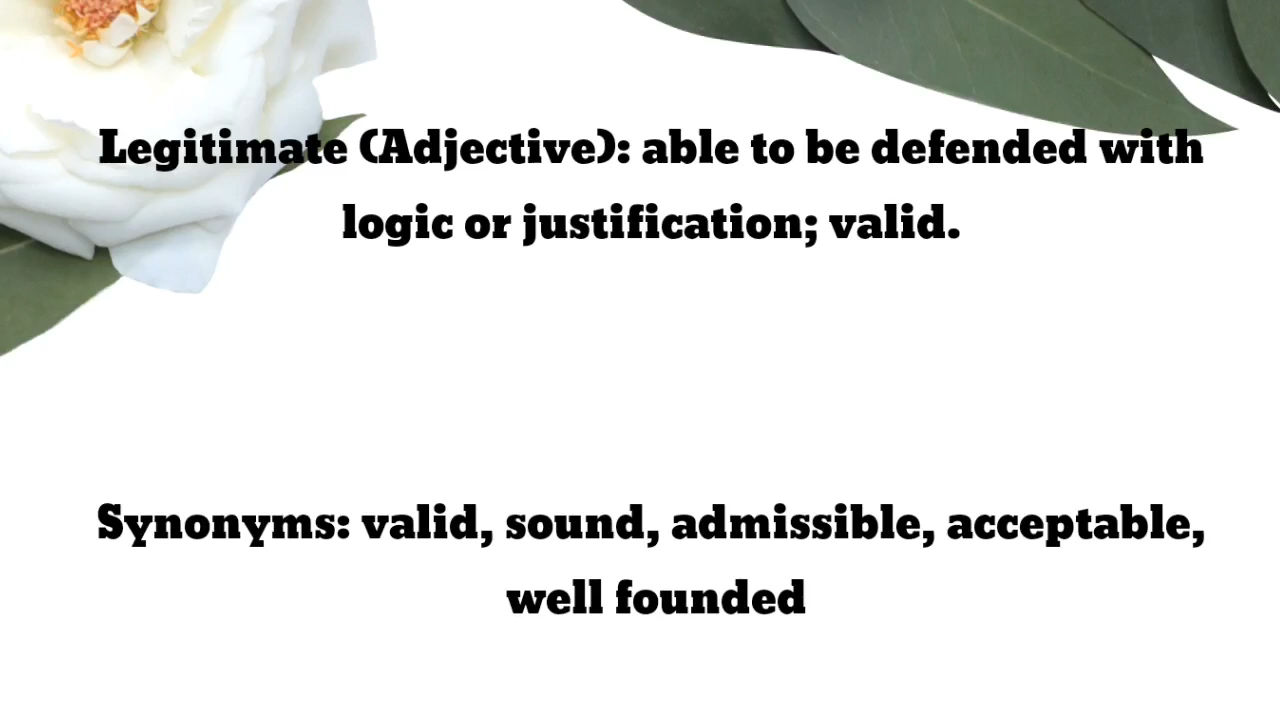 Legitimate (Adjective): able to be defended with
logic or justification; valid.
Synonyms: valid, sound, admissible, acceptable,
well founded